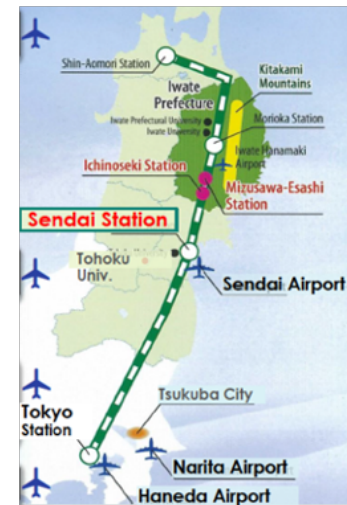 Shin-Aomori Station
Kitakami
Mountains
Iwate
Prefecture
Iwate Prefectural University
Iwate University
Morioka Station
Iwate Hanamaki
Airport
Ichinoseki Station
Mizusawa-Esashi
Station
Sendai Station
Tohoku
Univ.
Sendai Airport
Tsukuba City
Tokyo
Station
Narita Airport
Haneda Airport